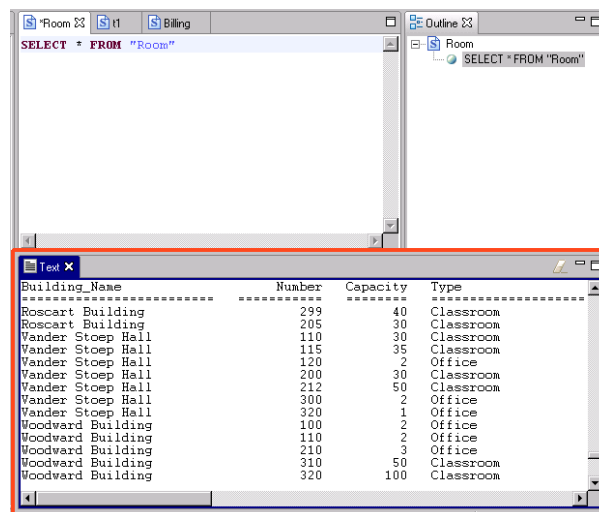 *Room t1 Billing
SELECT * FROM "Room"
Outline
Room
SELECT * FROM "Room"
Text
Building_Name Number Capacity Type
======================== =========== ======== ====================
Roscart Building 299 40 Classroom
Roscart Building 205 30 Classroom
Vander Stoep Hall 110 30 Classroom
Vander Stoep Hall 115 35 Classroom
Vander Stoep Hall 120 2 Office
Vander Stoep Hall 200 30 Classroom
Vander Stoep Hall 212 50 Classroom
Vander Stoep Hall 300 2 Office
Vander Stoep Hall 320 1 Office
Woodward Building 100 2 Office
Woodward Building 110 2 Office
Woodward Building 210 3 Office
Woodward Building 310 50 Classroom
Woodward Building 320 100 Classroom